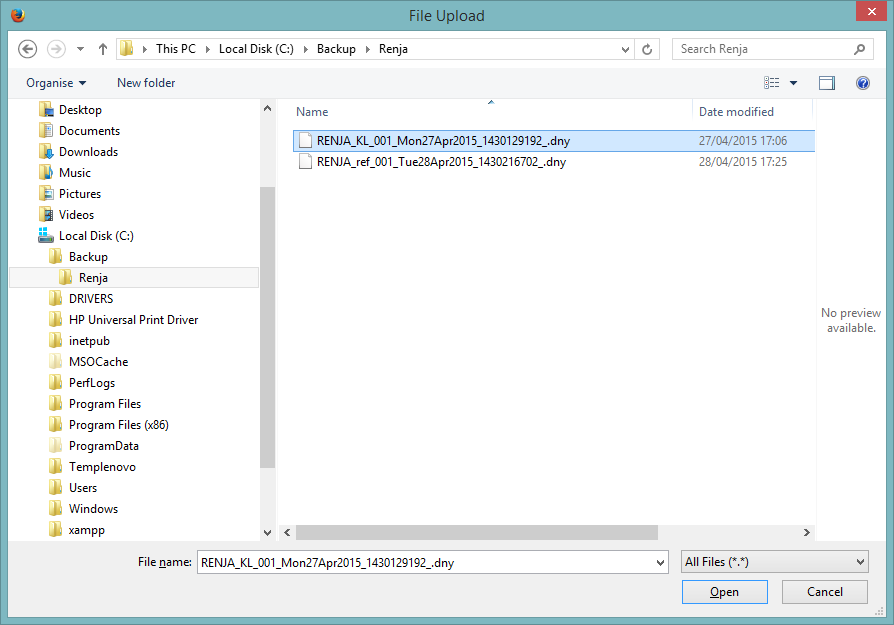 File Upload
This PC Local Disk (C:) Backup Renja
Search Renja
Organise New folder
Name Date modified
RENJA_KL_001_Mon27Apr2015_1430129192_.dny 27/04/2015 17:06
RENJA_ref_001_Tue28Apr2015_1430216702_.dny 28/04/2015 17:25
Desktop
Documents
Downloads
Music
Pictures
Videos
Local Disk (C:)
Backup
Renja
DRIVERS
HP Universal Print Driver
inetpub
MSOCache
PerfLogs
Program Files
Program Files (x86)
ProgramData
Templenovo
Users
Windows
xampp
No preview
available.
File name: RENJA_KL_001_Mon27Apr2015_1430129192_.dny
All Files (*.*)
Open Cancel